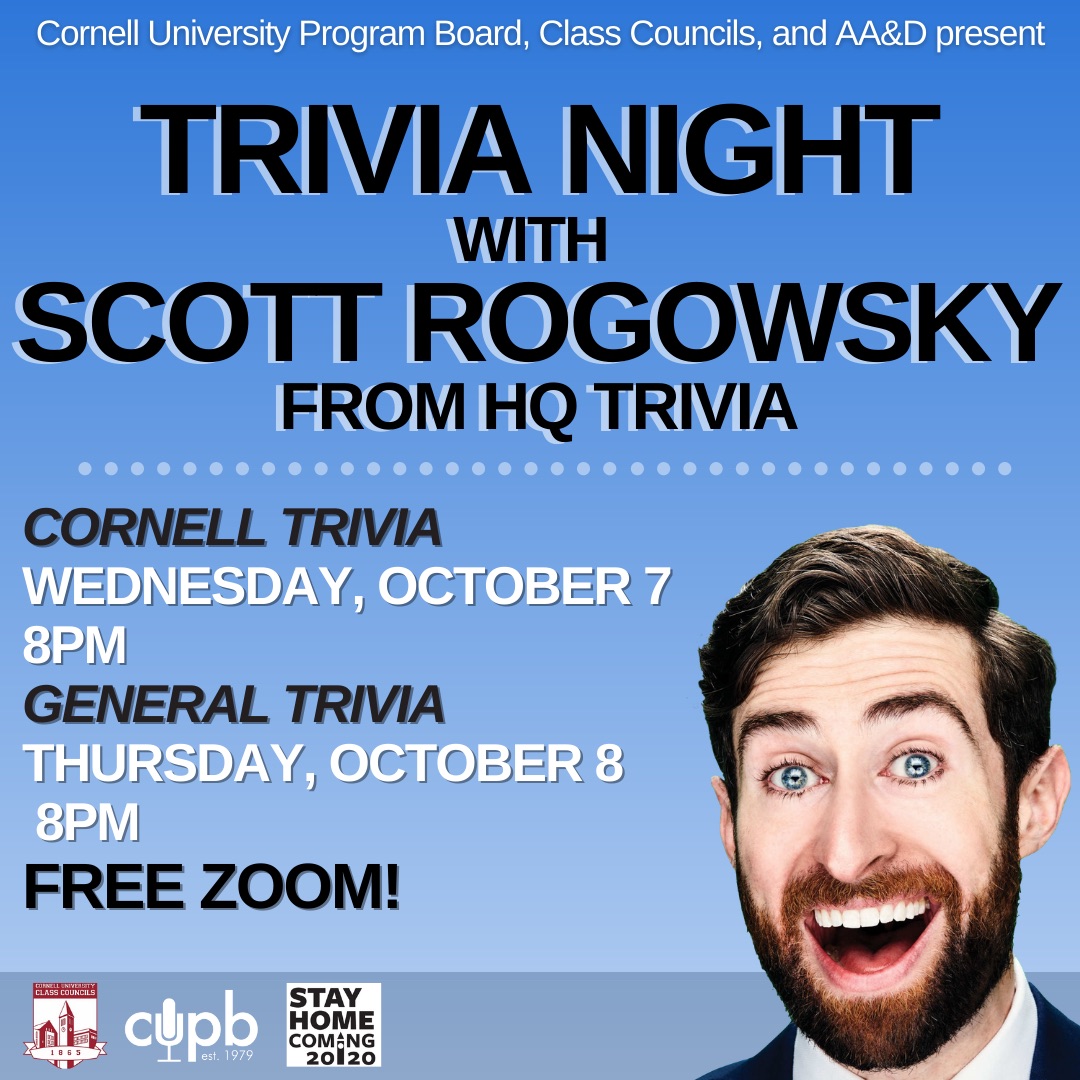 Cornell University Program Board, Class Councils, and AA&D present
TRIVIA NIGHT
WITH
SCOTT ROGOWSKY
FROM HQ TRIVIA
CORNELL TRIVIA
WEDNESDAY, OCTOBER 7
8PM
GENERAL TRIVIA
THURSDAY, OCTOBER 8
8PM
FREE ZOOM!
CORNELL UNIVERSITY
CLASS COUNCILS
1865
cupb
est. 1979
STAY
HOME
COMING
2020